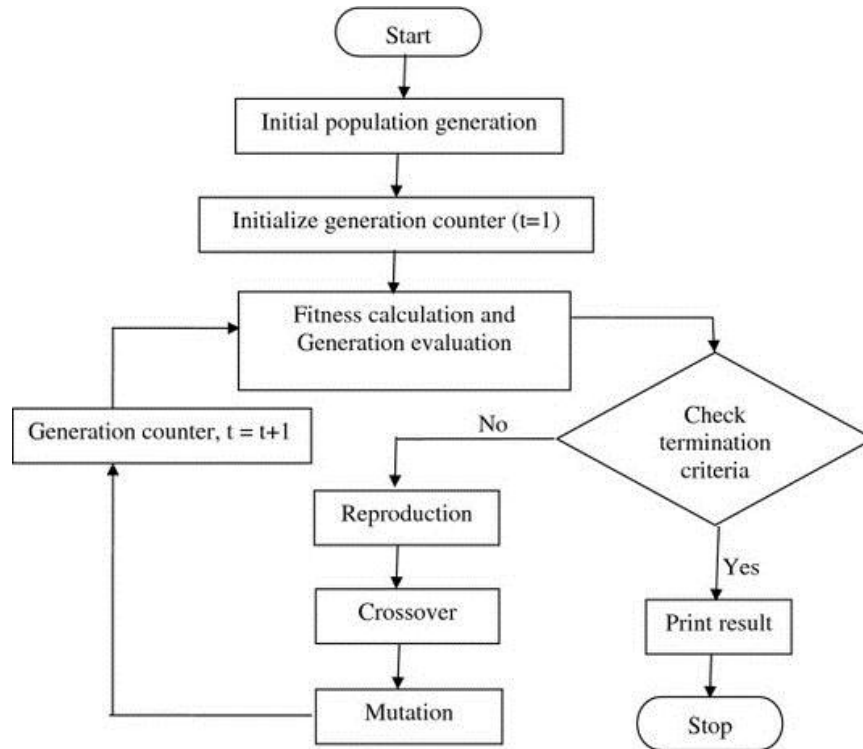 Start
Initial population generation
Initialize generation counter (t=1)
Fitness calculation and
Generation evaluation
Generation counter, t = t+1
No
Check
termination
criteria
Reproduction
Yes
Crossover
Print result
Mutation
Stop